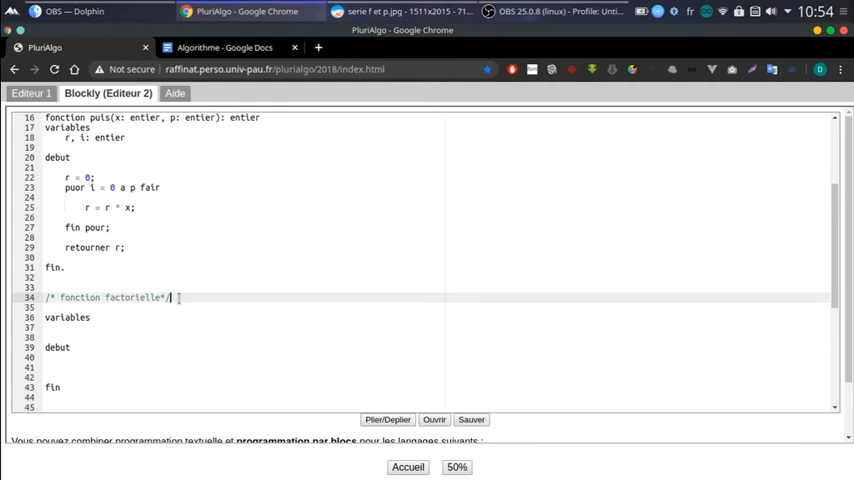 OBS — Dolphin
PluriAlgo - Google Chrome
serie f et p.jpg - 1511x2015 - 71...
OBS 25.0.8 (linux) - Profile: Unti...
fr
10:54
PluriAlgo - Google Chrome
PluriAlgo
Algorithme - Google Docs
Not secure
raffinat.perso.univ-pau.fr/plurialgo/2018/index.html
D
Editeur 1
Blockly (Editeur 2)
Aide
16 fonction puis(x: entier, p: entier): entier
17 variables
18 r, i: entier
19
20 debut
21
22 r = 0;
23 puor i = 0 a p fair
24
25 r = r * x;
26
27 fin pour;
28
29 retourner r;
30
31 fin.
32
33
34 /* fonction factorielle*/
35
36 variables
37
38
39 debut
40
41
42
43 fin
44
45
Plier/Deplier
Ouvrir
Sauver
Vous pouvez combiner programmation textuelle et programmation par blocs pour les langages suivants :
Accueil
50%